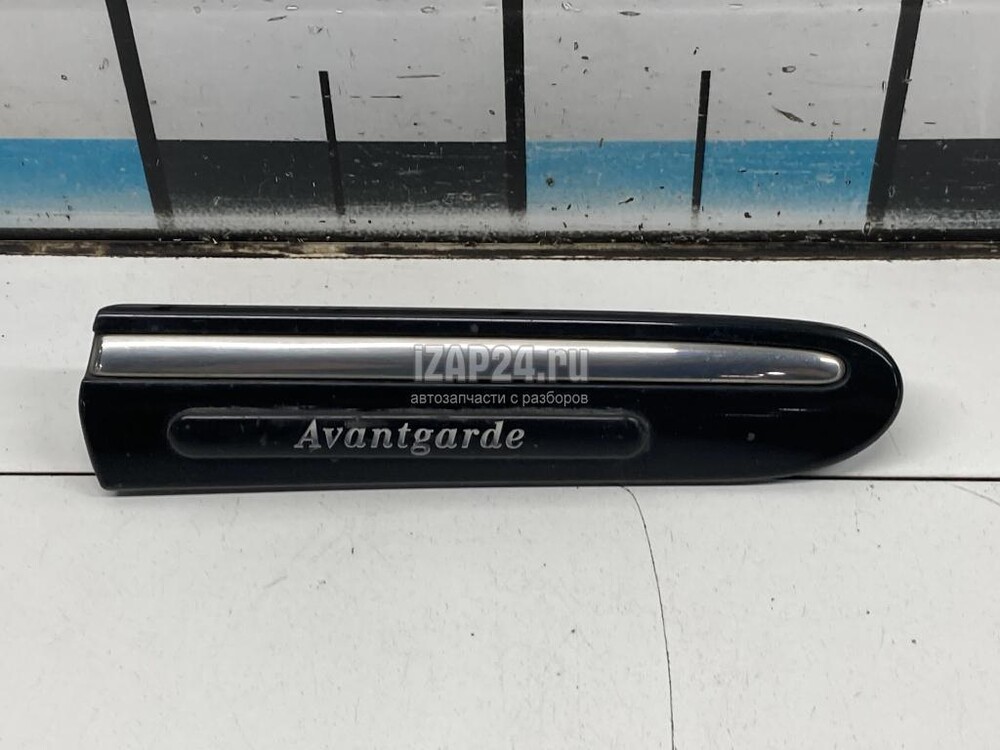 iZAP24.ru
автозапчасти с разборов
Avantgarde